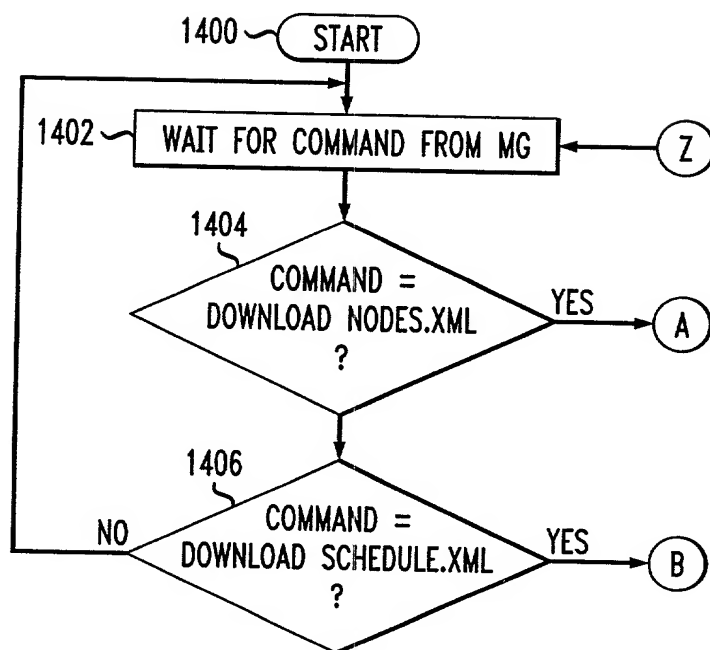 1400
START
1402
WAIT FOR COMMAND FROM MG
Z
1404
COMMAND =
DOWNLOAD NODES.XML
?
YES
A
1406
COMMAND =
DOWNLOAD SCHEDULE.XML
?
NO
YES
B